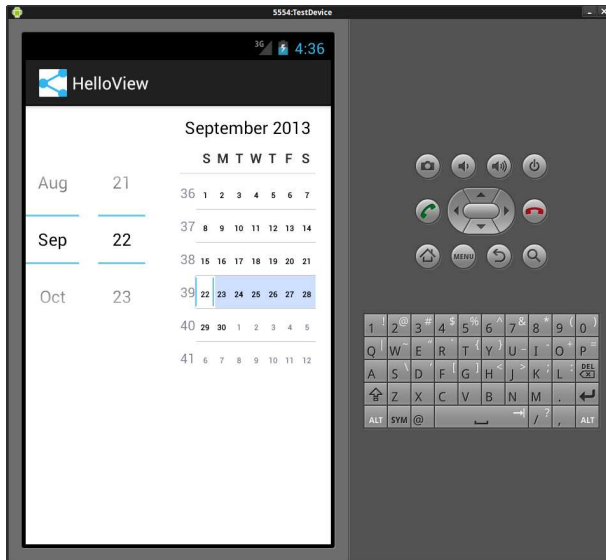 5554:TestDevice
3G 4:36
HelloView
September 2013
S M T W T F S
Aug 21
Sep 22
Oct 23
36 1 2 3 4 5 6 7
37 8 9 10 11 12 13 14
38 15 16 17 18 19 20 21
39 22 23 24 25 26 27 28
40 29 30 1 2 3 4 5
41 6 7 8 9 10 11 12
MENU
1 ! 2 @ 3 # 4 $ 5 % 6 ^ 7 & 8 * 9 ( 0 )
Q | W ~ E " R ` T { Y } U _ I - O + P =
A S \ D ' F [ G ] H < J > K ; L : DEL
Z X C V B N M .
ALT SYM @ / ? , ALT